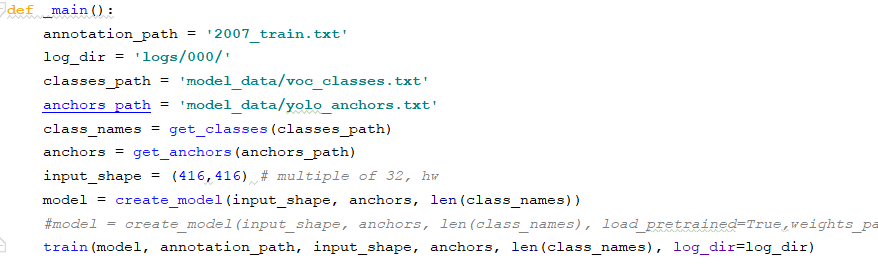 def _main():
    annotation_path = '2007_train.txt'
    log_dir = 'logs/000/'
    classes_path = 'model_data/voc_classes.txt'
    anchors_path = 'model_data/yolo_anchors.txt'
    class_names = get_classes(classes_path)
    anchors = get_anchors(anchors_path)
    input_shape = (416,416) # multiple of 32, hw
    model = create_model(input_shape, anchors, len(class_names))
    #model = create_model(input_shape, anchors, len(class_names), load_pretrained=True,weights_pa
    train(model, annotation_path, input_shape, anchors, len(class_names), log_dir=log_dir)